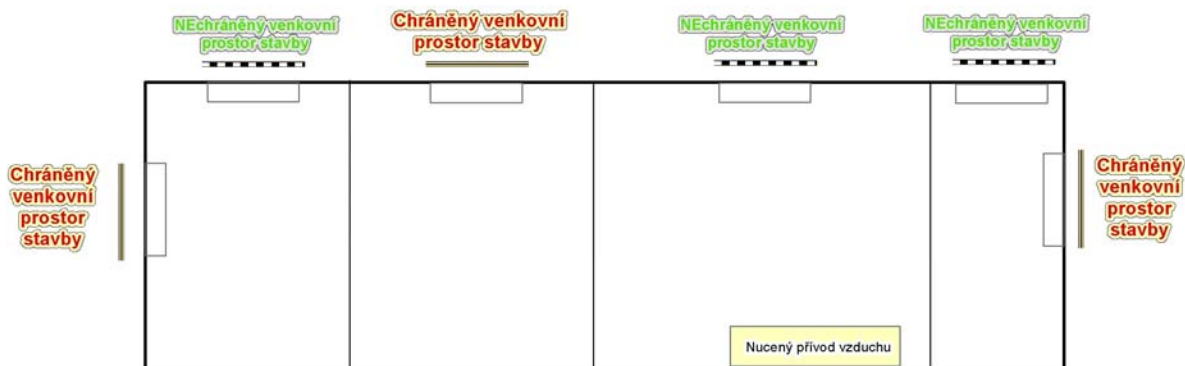 NEchráněný venkovní
prostor stavby
Chráněný venkovní
prostor stavby
NEchráněný venkovní
prostor stavby
NEchráněný venkovní
prostor stavby
Chráněný
venkovní
prostor
stavby
Chráněný
venkovní
prostor
stavby
Nucený přívod vzduchu